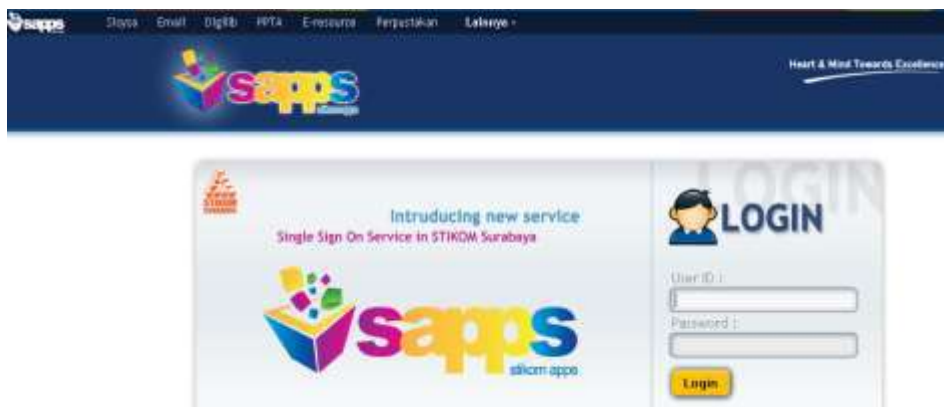 sapps Email Digilib PPTA E-resource Perpustakan Lainnya
Heart & Mind Towards Excellence
sapps
STIKOM
LOGIN
Intruducing new service
LOGIN
Single Sign On Service in STIKOM Surabaya
User ID :
sapps
Password :
stikom apps
Login